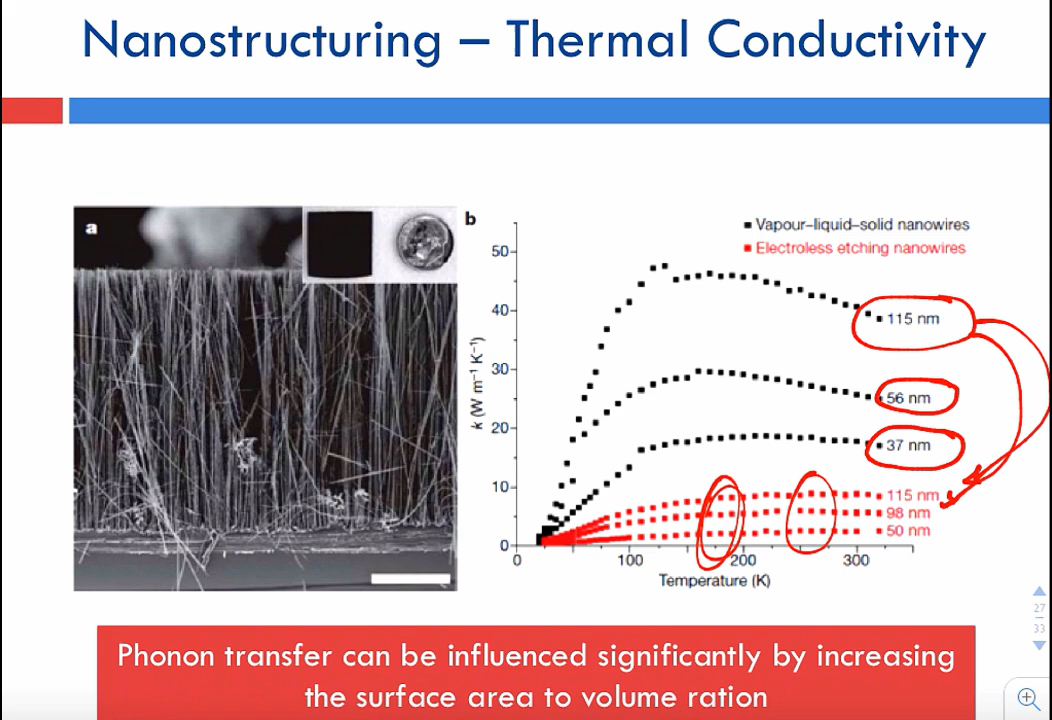 Nanostructuring – Thermal Conductivity
a
b
Vapour–liquid–solid nanowires
Electroless etching nanowires
k (W m⁻¹ K⁻¹)
50
40
30
20
10
0
115 nm
56 nm
37 nm
115 nm
98 nm
50 nm
0
100
200
300
Temperature (K)
27
33
Phonon transfer can be influenced significantly by increasing
the surface area to volume ration